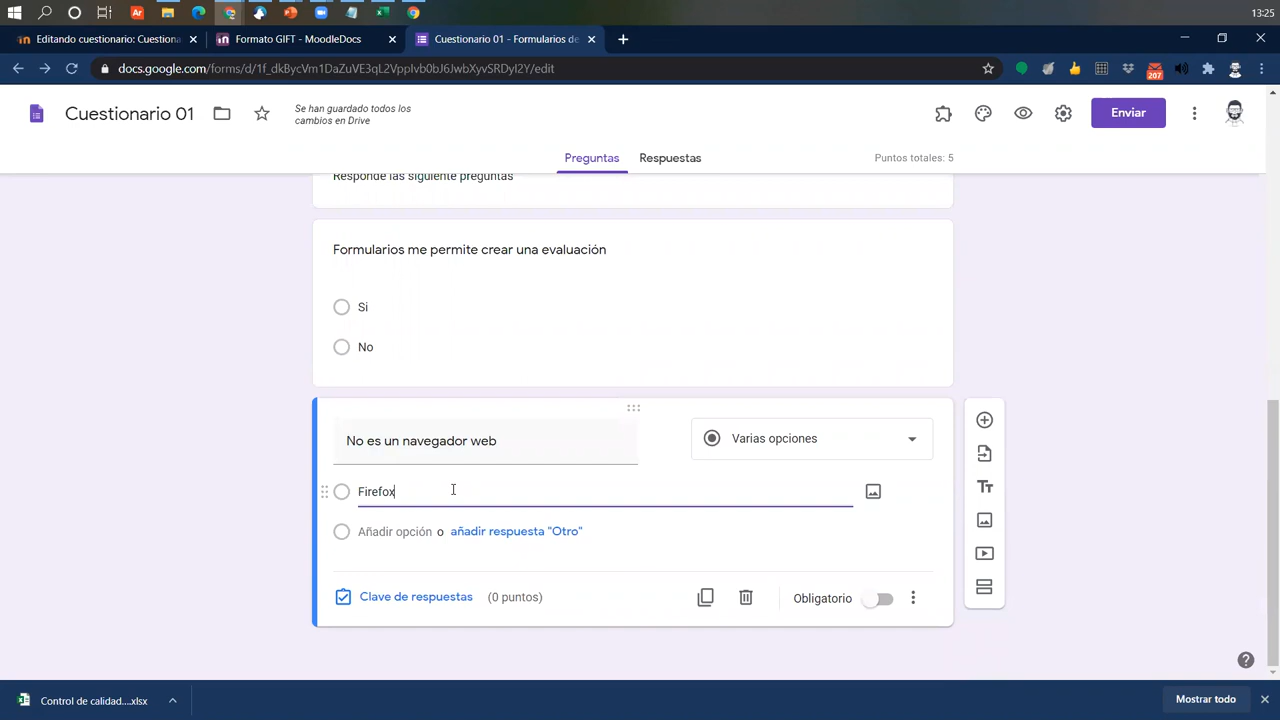 13:25
Editando cuestionario: Cuestiona
Formato GIFT - MoodleDocs
Cuestionario 01 - Formularios de
docs.google.com/forms/d/1f_dkBycVm1DaZuVE3qL2VppIvb0bJ6JwbXyvSRDyI2Y/edit
207
Cuestionario 01
Se han guardado todos los
cambios en Drive
Enviar
Preguntas
Respuestas
Puntos totales: 5
Responde las siguiente preguntas
Formularios me permite crear una evaluación
Si
No
No es un navegador web
Varias opciones
Firefox
Añadir opción o añadir respuesta "Otro"
Clave de respuestas (0 puntos)
Obligatorio
Control de calidad....xlsx
Mostrar todo